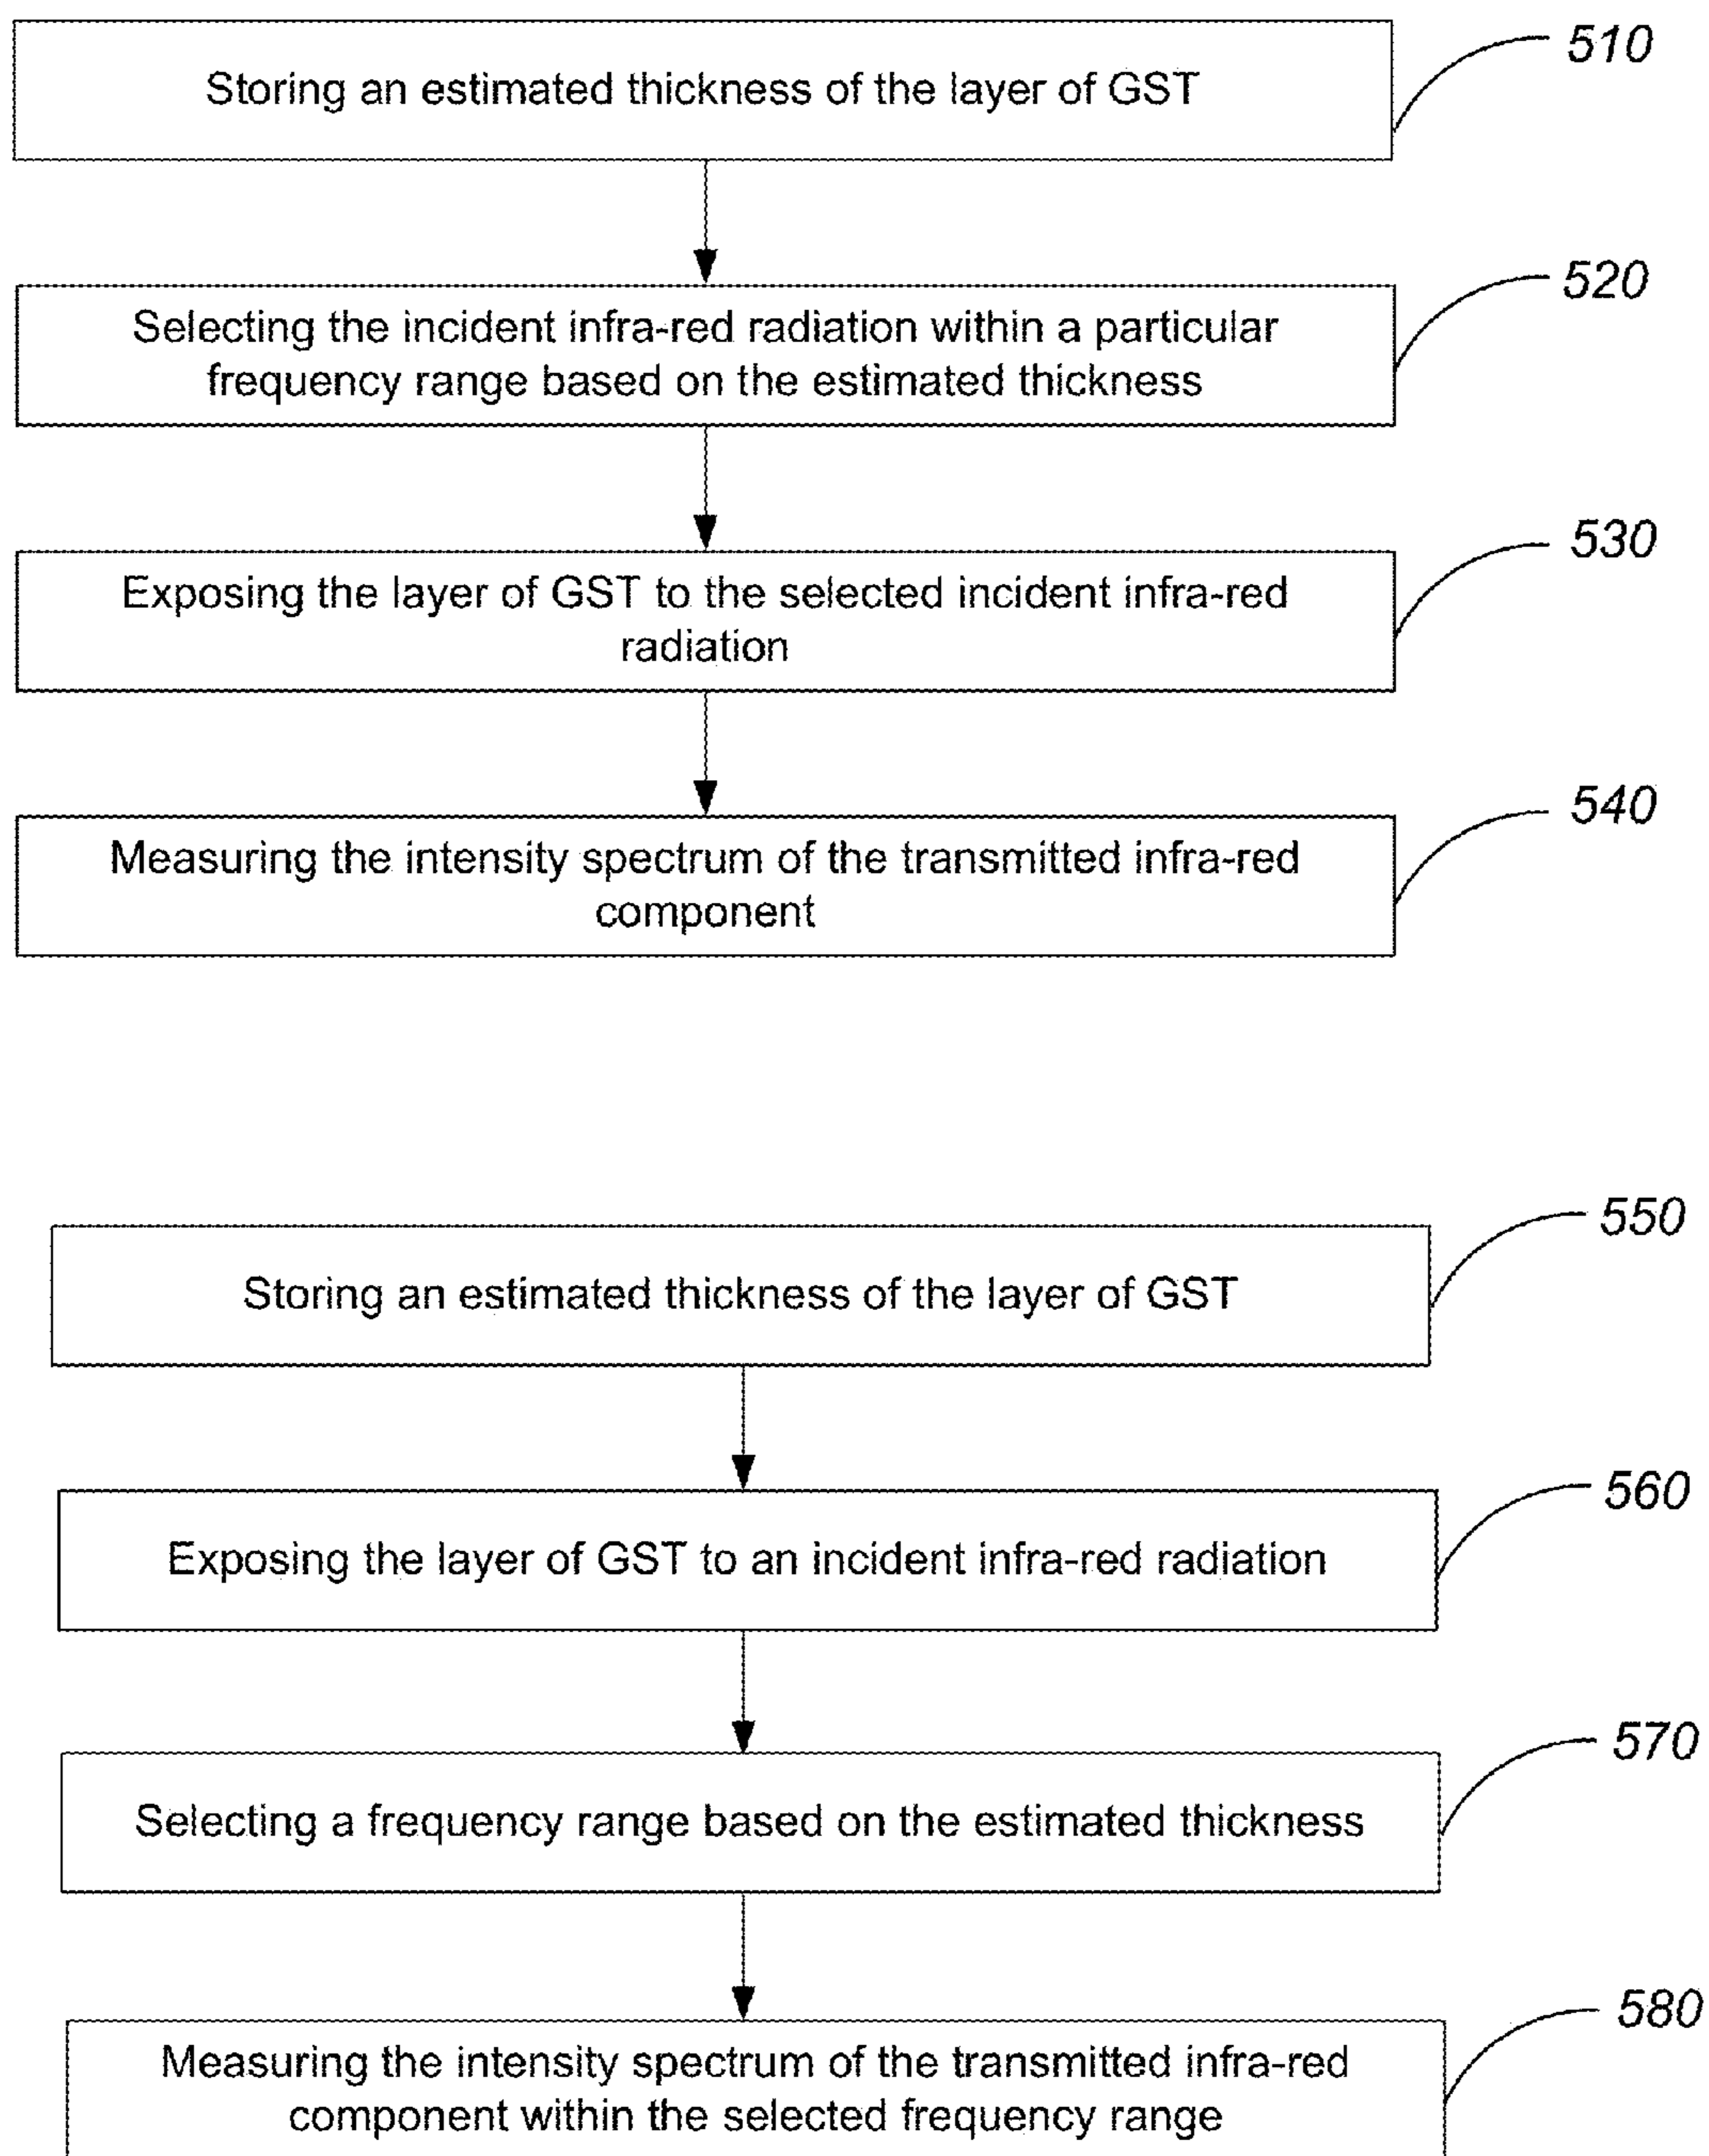 510
Storing an estimated thickness of the layer of GST
520
Selecting the incident infra-red radiation within a particular
frequency range based on the estimated thickness
530
Exposing the layer of GST to the selected incident infra-red
radiation
540
Measuring the intensity spectrum of the transmitted infra-red
component
550
Storing an estimated thickness of the layer of GST
560
Exposing the layer of GST to an incident infra-red radiation
570
Selecting a frequency range based on the estimated thickness
580
Measuring the intensity spectrum of the transmitted infra-red
component within the selected frequency range